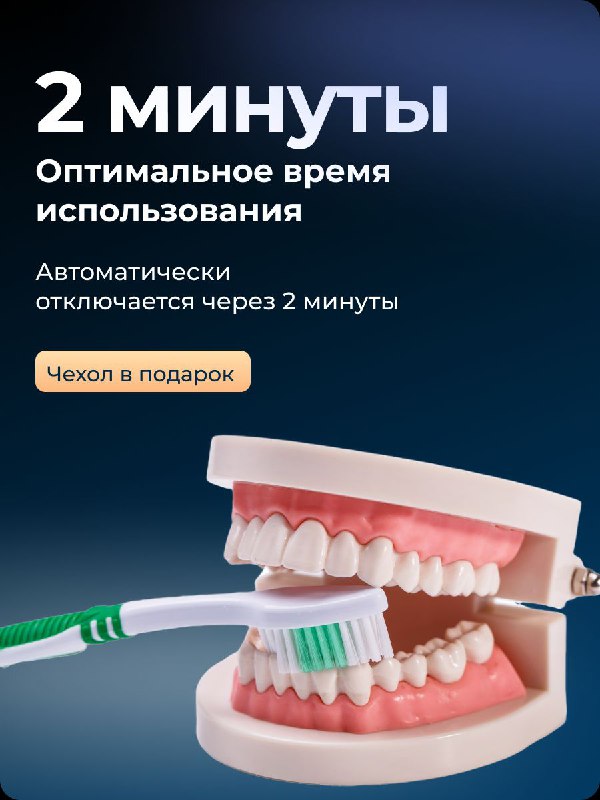 2 минуты
Оптимальное время
использования
Автоматически
отключается через 2 минуты
Чехол в подарок